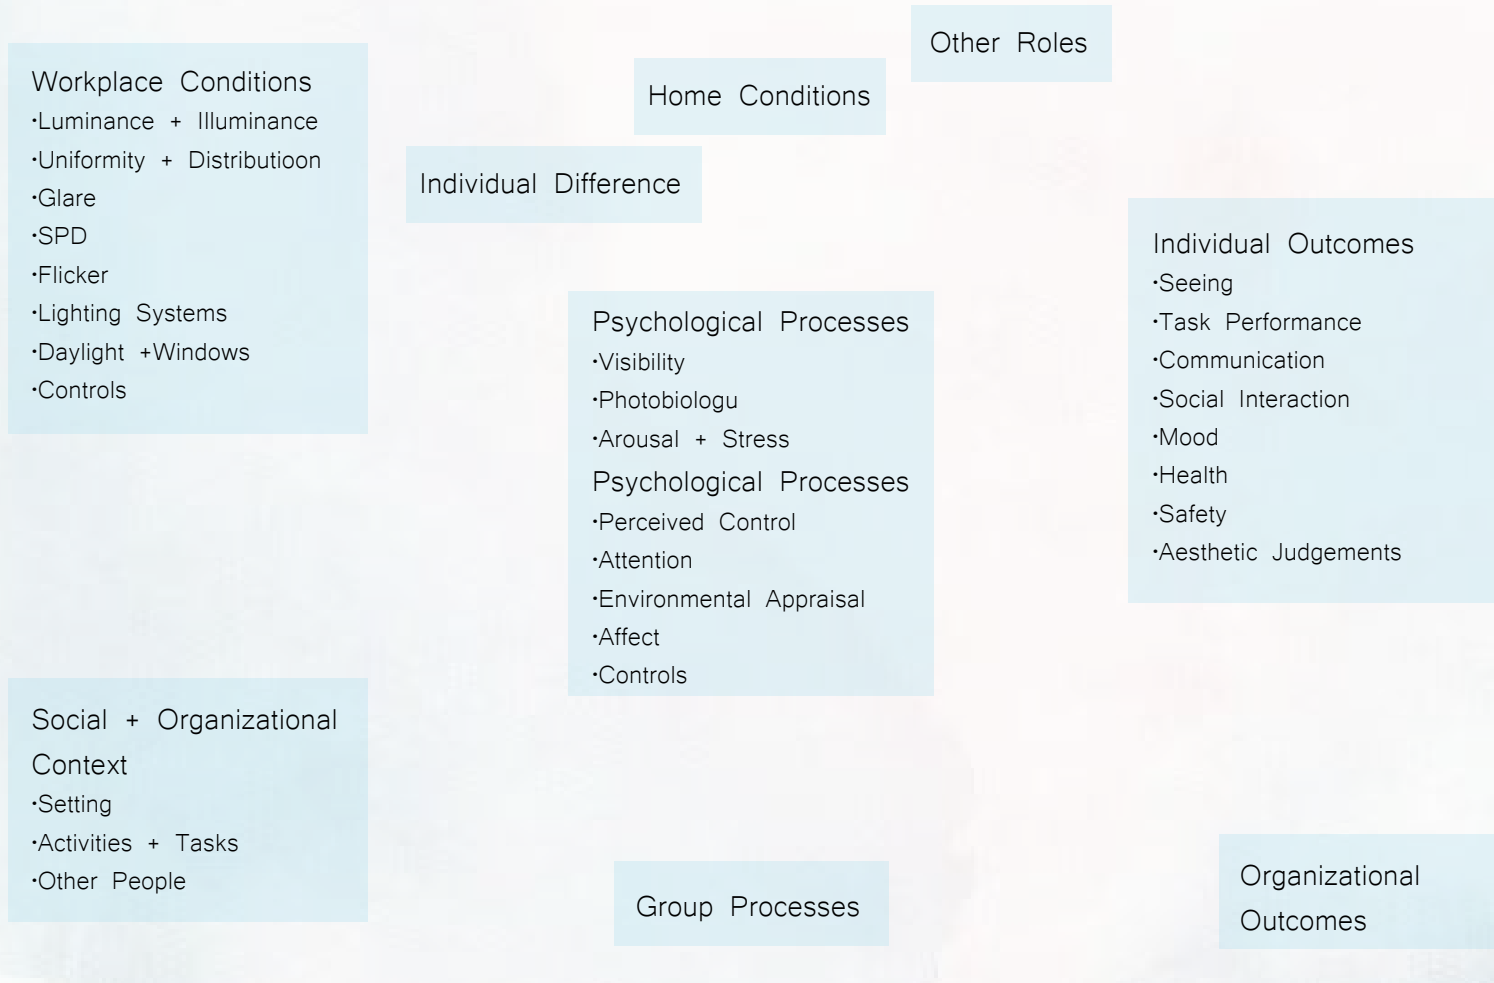 Workplace Conditions
·Luminance + Illuminance
·Uniformity + Distributioon
·Glare
·SPD
·Flicker
·Lighting Systems
·Daylight +Windows
·Controls
Social + Organizational
Context
·Setting
·Activities + Tasks
·Other People
Individual Difference
Home Conditions
Other Roles
Psychological Processes
·Visibility
·Photobiologu
·Arousal + Stress
Psychological Processes
·Perceived Control
·Attention
·Environmental Appraisal
·Affect
·Controls
Group Processes
Individual Outcomes
·Seeing
·Task Performance
·Communication
·Social Interaction
·Mood
·Health
·Safety
·Aesthetic Judgements
Organizational
Outcomes